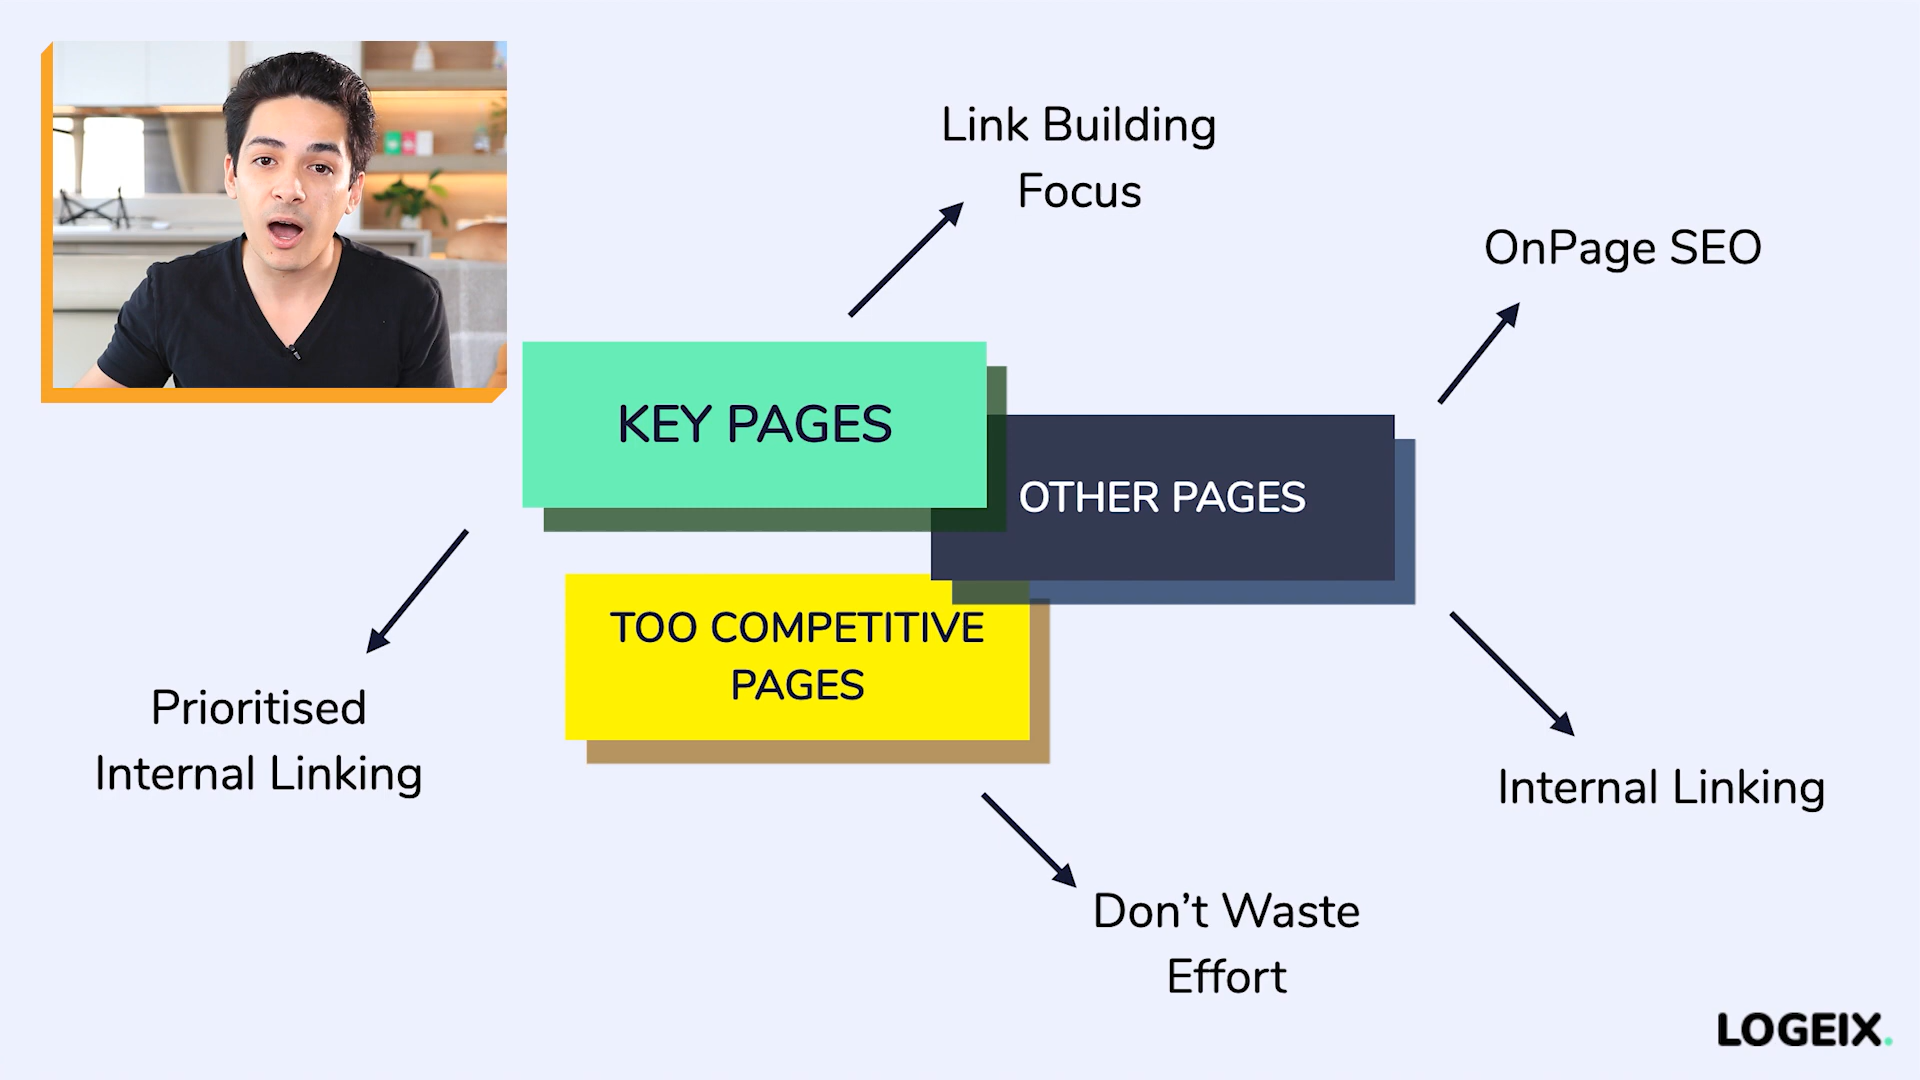 Link Building
Focus
OnPage SEO
KEY PAGES
OTHER PAGES
TOO COMPETITIVE
PAGES
Prioritised
Internal Linking
Internal Linking
Don’t Waste
Effort
LOGEIX.